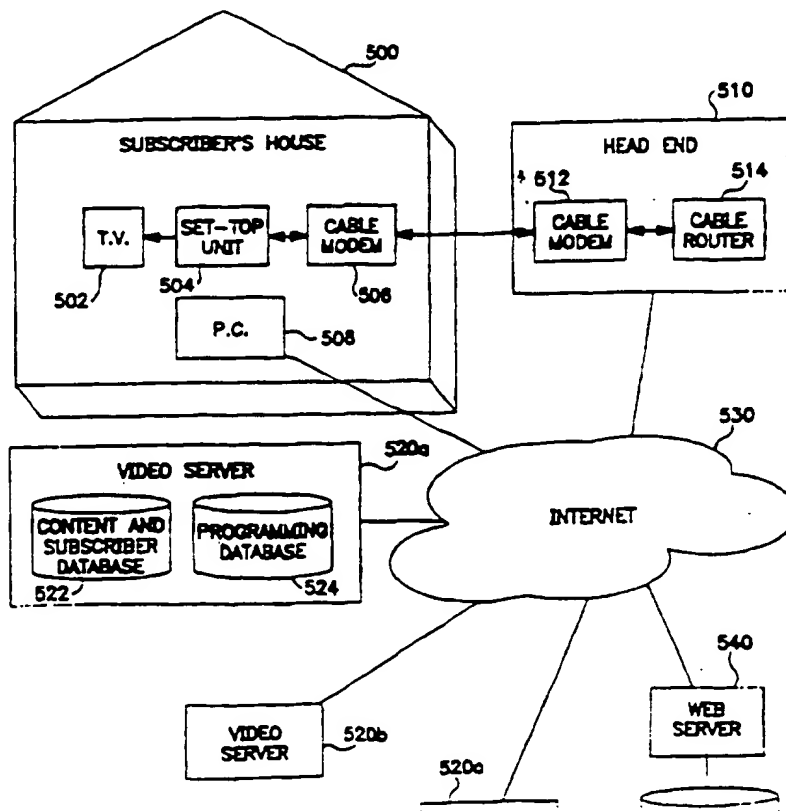 500
SUBSCRIBER'S HOUSE
T.V.
SET-TOP
UNIT
CABLE
MODEM
502
504
506
P.C.
508
510
HEAD END
512
514
CABLE
MODEM
CABLE
ROUTER
520a
VIDEO SERVER
CONTENT AND
SUBSCRIBER
DATABASE
PROGRAMMING
DATABASE
522
524
530
INTERNET
540
WEB
SERVER
VIDEO
SERVER
520b